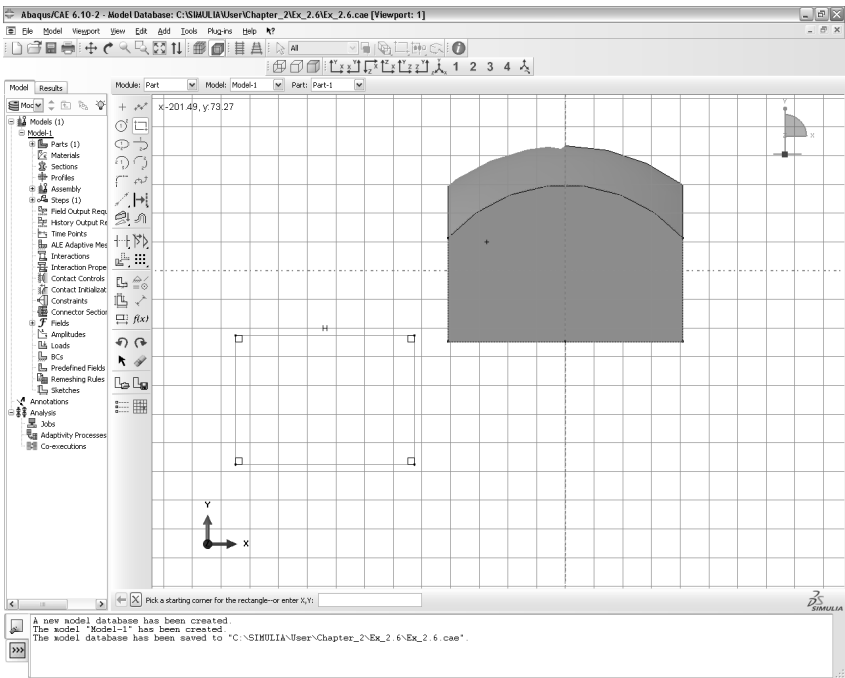 Abaqus/CAE 6.10-2 - Model Database: C:\SIMULIA\User\Chapter_2\Ex_2.6\Ex_2.6.cae [Viewport: 1]
File Model Viewport View Edit Add Tools Plug-ins Help
All
1 2 3 4
Model Results
Module: Part Model: Model-1 Part: Part-1
x:-201.49, y:73.27
Models (1)
Model-1
Parts (1)
Materials
Sections
Profiles
Assembly
Steps (1)
Field Output Requ
History Output Re
Time Points
ALE Adaptive Mes
Interactions
Interaction Prope
Contact Controls
Contact Initializat
Constraints
Connector Section
Fields
Amplitudes
Loads
BCs
Predefined Fields
Remeshing Rules
Sketches
Annotations
Analysis
Jobs
Adaptivity Processes
Co-executions
f(x)
H
Y
X
Y
X
Pick a starting corner for the rectangle--or enter X,Y:
SIMULIA
A new model database has been created.
The model "Model-1" has been created.
The model database has been saved to "C:\SIMULIA\User\Chapter_2\Ex_2.6\Ex_2.6.cae".
>>>